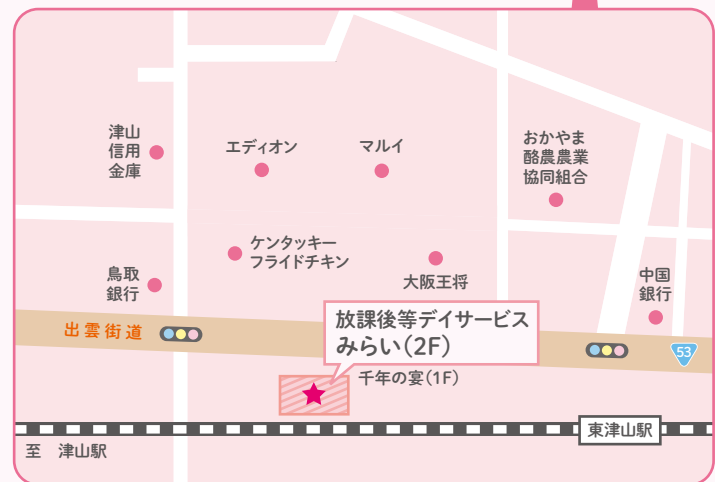 津山
信用
金庫
エディオン
マルイ
おかやま
酪農農業
協同組合
ケンタッキー
フライドチキン
大阪王将
鳥取
銀行
中国
銀行
出雲街道
放課後等デイサービス
みらい（2F）
千年の宴（1F）
53
東津山駅
至 津山駅